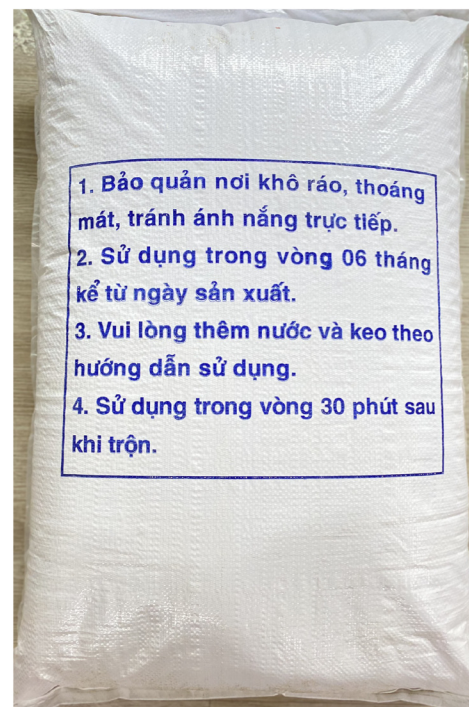 1. Bảo quản nơi khô ráo, thoáng
mát, tránh ánh nắng trực tiếp.
2. Sử dụng trong vòng 06 tháng
kể từ ngày sản xuất.
3. Vui lòng thêm nước và keo theo
hướng dẫn sử dụng.
4. Sử dụng trong vòng 30 phút sau
khi trộn.